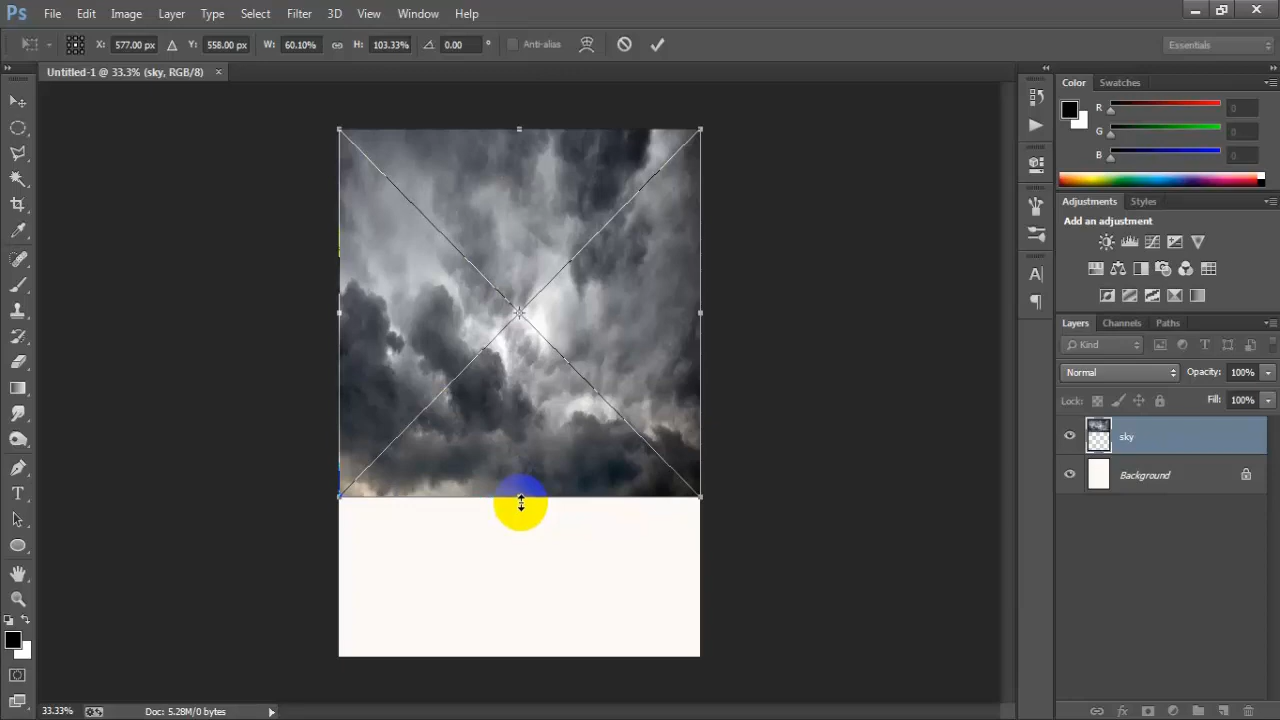 Ps File Edit Image Layer Type Select Filter 3D View Window Help
X: 577.00 px Y: 558.00 px W: 60.10% H: 103.33% 0.00 ° Anti-alias Essentials
Untitled-1 @ 33.3% (sky, RGB/8) ×
Color Swatches
R 0
G 0
B 0
Adjustments Styles
Add an adjustment
Layers Channels Paths
Kind
Normal Opacity: 100%
Lock: Fill: 100%
sky
Background
33.33% Doc: 5.28M/0 bytes